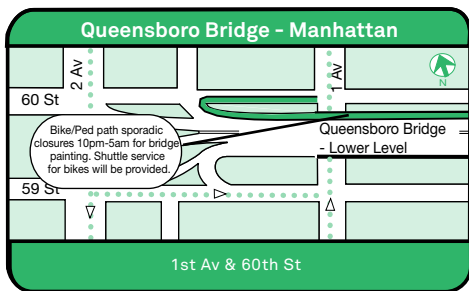 Queensboro Bridge - Manhattan
2 Av
1 Av
N
60 St
Bike/Ped path sporadic
closures 10pm-5am for bridge
painting. Shuttle service
for bikes will be provided.
Queensboro Bridge
- Lower Level
59 St
1st Av & 60th St